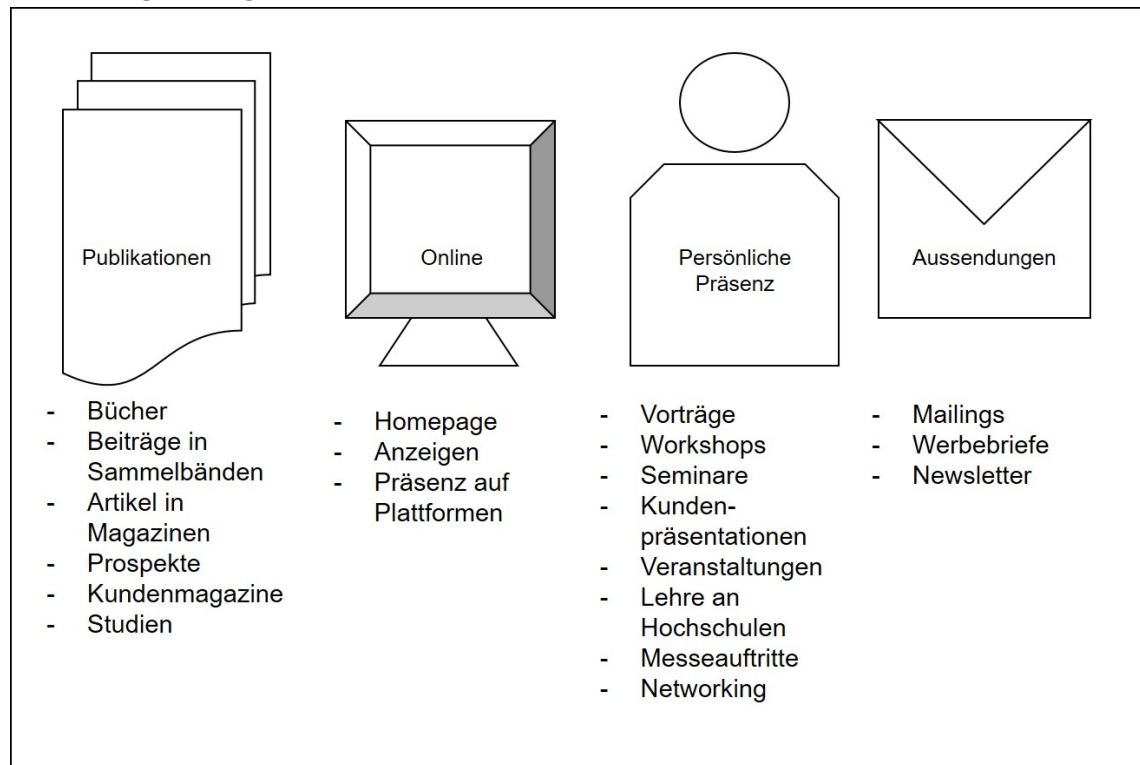 Publikationen
- Bücher
- Beiträge in
Sammelbänden
- Artikel in
Magazinen
- Prospekte
- Kundenmagazine
- Studien
Online
- Homepage
- Anzeigen
- Präsenz auf
Plattformen
Persönliche
Präsenz
- Vorträge
- Workshops
- Seminare
- Kunden-
präsentationen
- Veranstaltungen
- Lehre an
Hochschulen
- Messeauftritte
- Networking
Aussendungen
- Mailings
- Werbebriefe
- Newsletter